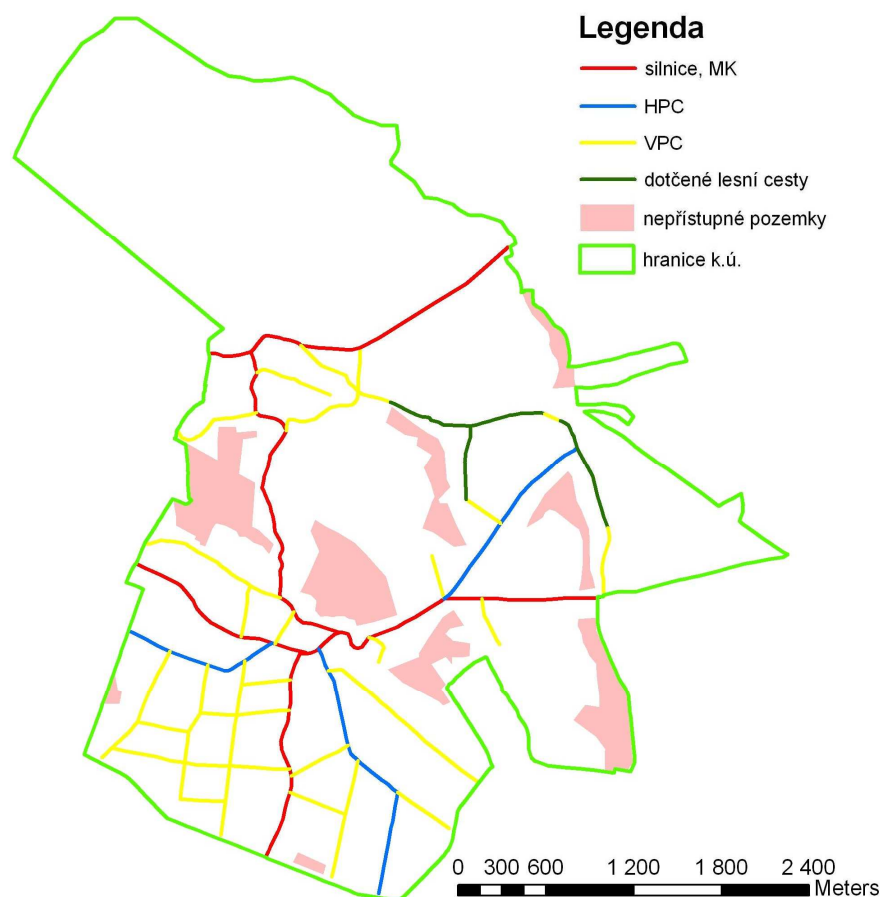 Legenda
silnice, MK
HPC
VPC
dotčené lesní cesty
nepřístupné pozemky
hranice k.ú.
0 300 600 1 200 1 800 2 400
Meters